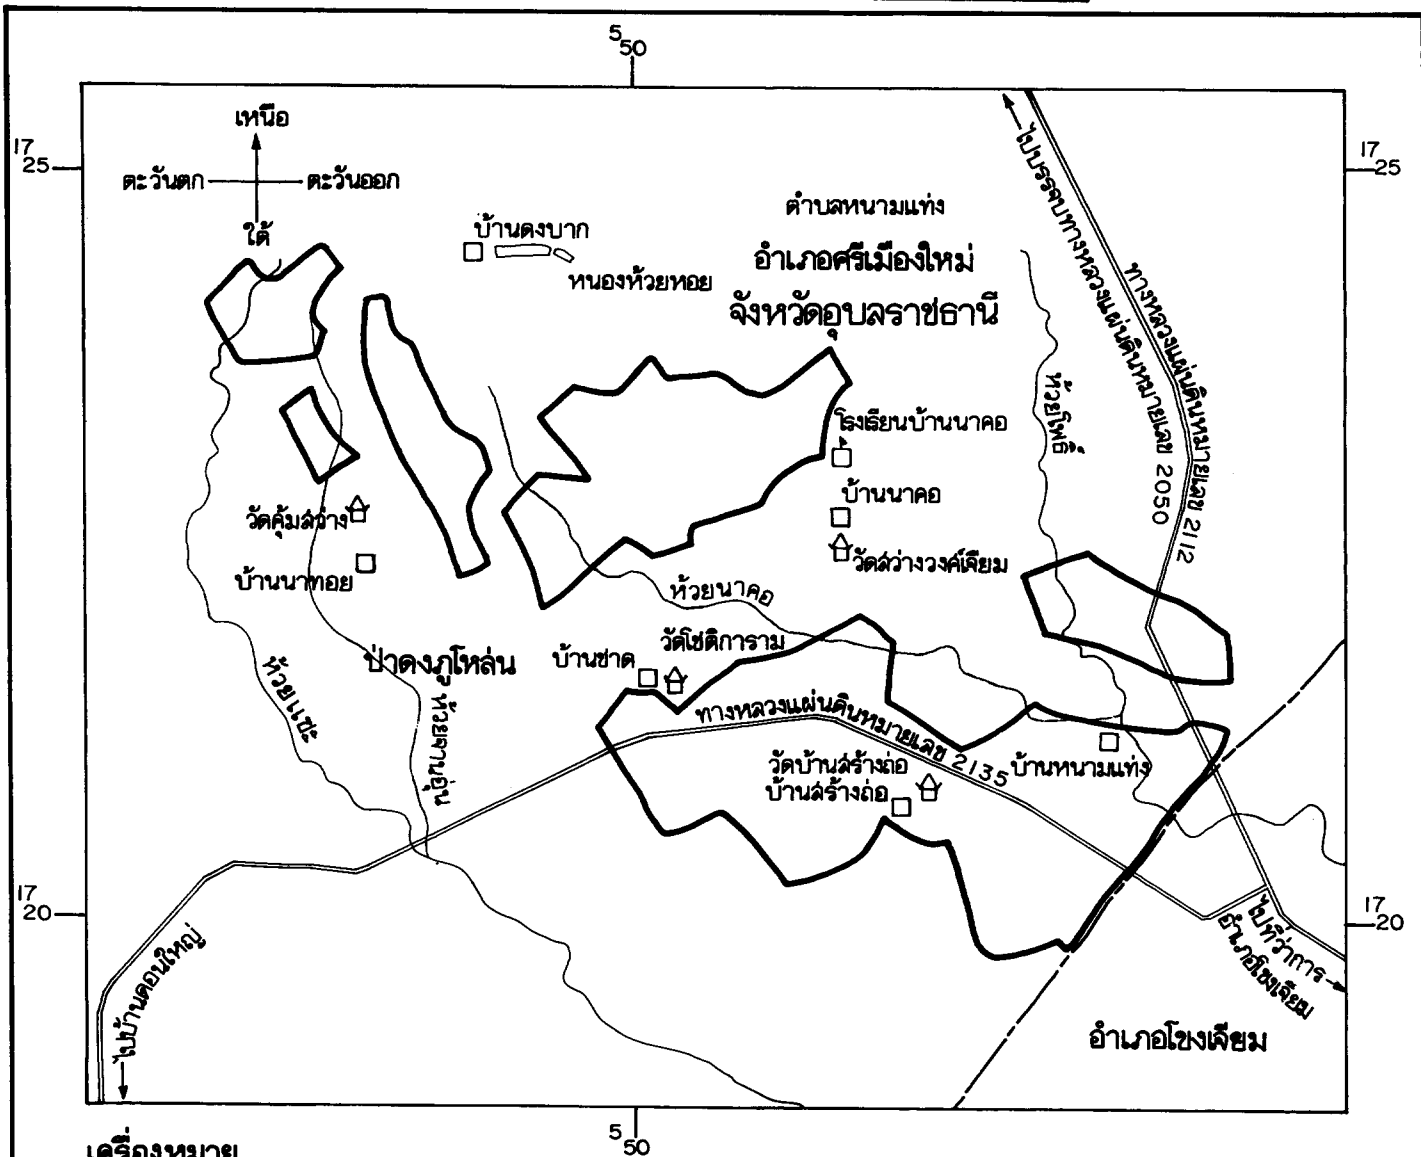 5
50
เหนือ
ตะวันตก
ตะวันออก
ใต้
17
25
17
25
ไปบรรจบทางหลวงแผ่นดินหมายเลข 2050
ทางหลวงแผ่นดินหมายเลข 2112
ตำบลหนามแท่ง
อำเภอศรีเมืองใหม่
จังหวัดอุบลราชธานี
บ้านดงบาก
หนองห้วยหอย
ห้วยโพธิ์
โรงเรียนบ้านนาคอ
บ้านนาคอ
วัดสว่างวงค์เจียม
วัดคุ้มสว่าง
บ้านนาทอย
ห้วยนาคอ
ป่าดงภูโหล่น
บ้านซาด
วัดโชติการาม
ห้วยแซะ
ห้วยจานอุ่น
ทางหลวงแผ่นดินหมายเลข 2135
วัดบ้านสร้างถ่อ
บ้านสร้างถ่อ
บ้านหนามแท่ง
17
20
17
20
ไปบ้านดอนใหญ่
ไปที่ว่าการ
อำเภอโขงเจียม
อำเภอโขงเจียม
5
50
เครื่องหมาย